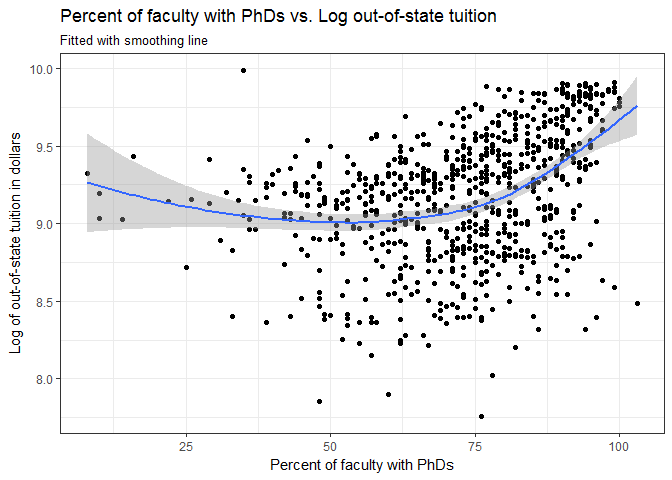 Percent of faculty with PhDs vs. Log out-of-state tuition
Fitted with smoothing line
10.0
9.5
9.0
8.5
8.0
Log of out-of-state tuition in dollars
25 50 75 100
Percent of faculty with PhDs